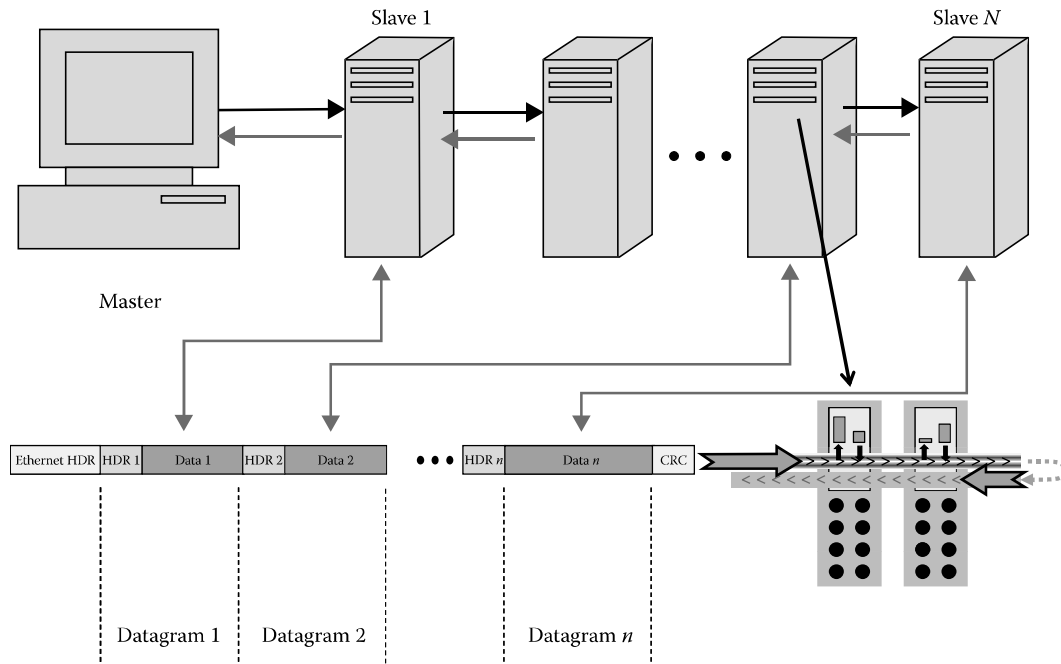 Slave 1
Slave N
Master
Ethernet HDR HDR 1 Data 1 HDR 2 Data 2 HDR n Data n CRC
Datagram 1 Datagram 2 Datagram n